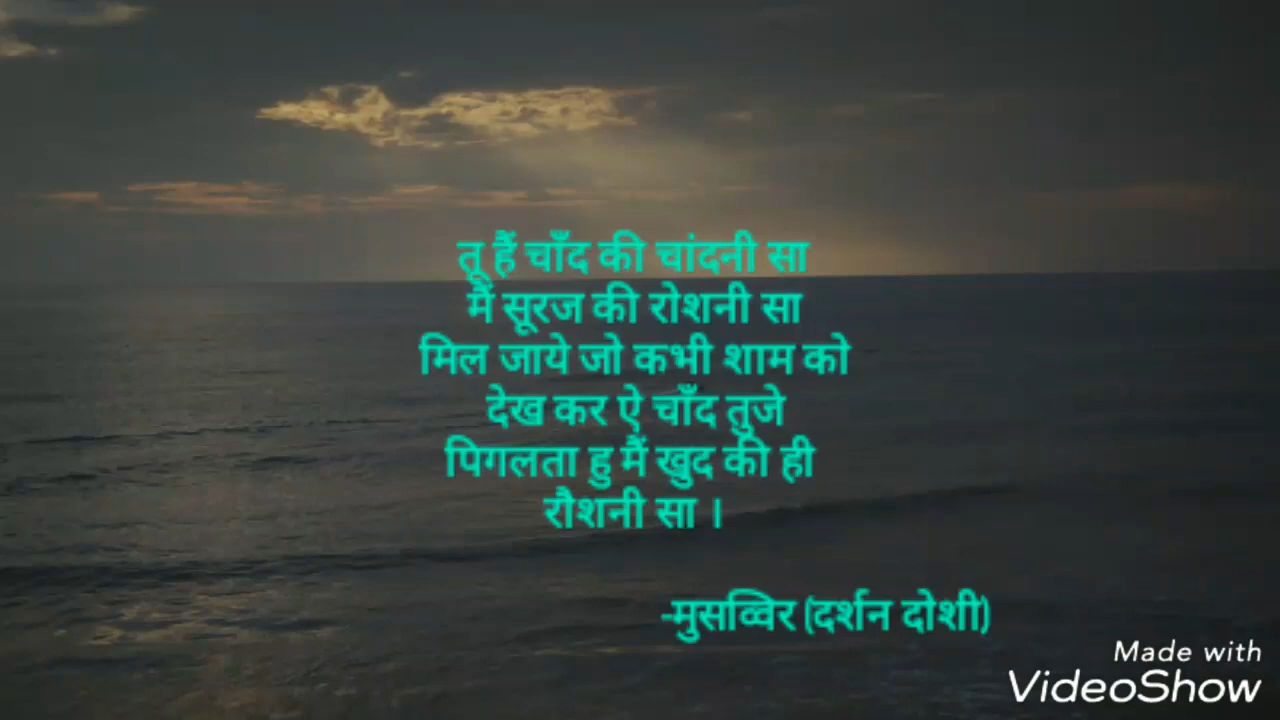 तू हैं चाँद की चांदनी सा
मैं सूरज की रोशनी सा
मिल जाये जो कभी शाम को
देख कर ऐ चाँद तुजे
पिगलता हु मैं खुद की ही
रौशनी सा ।
-मुसव्विर (दर्शन दोशी)
Made with
VideoShow